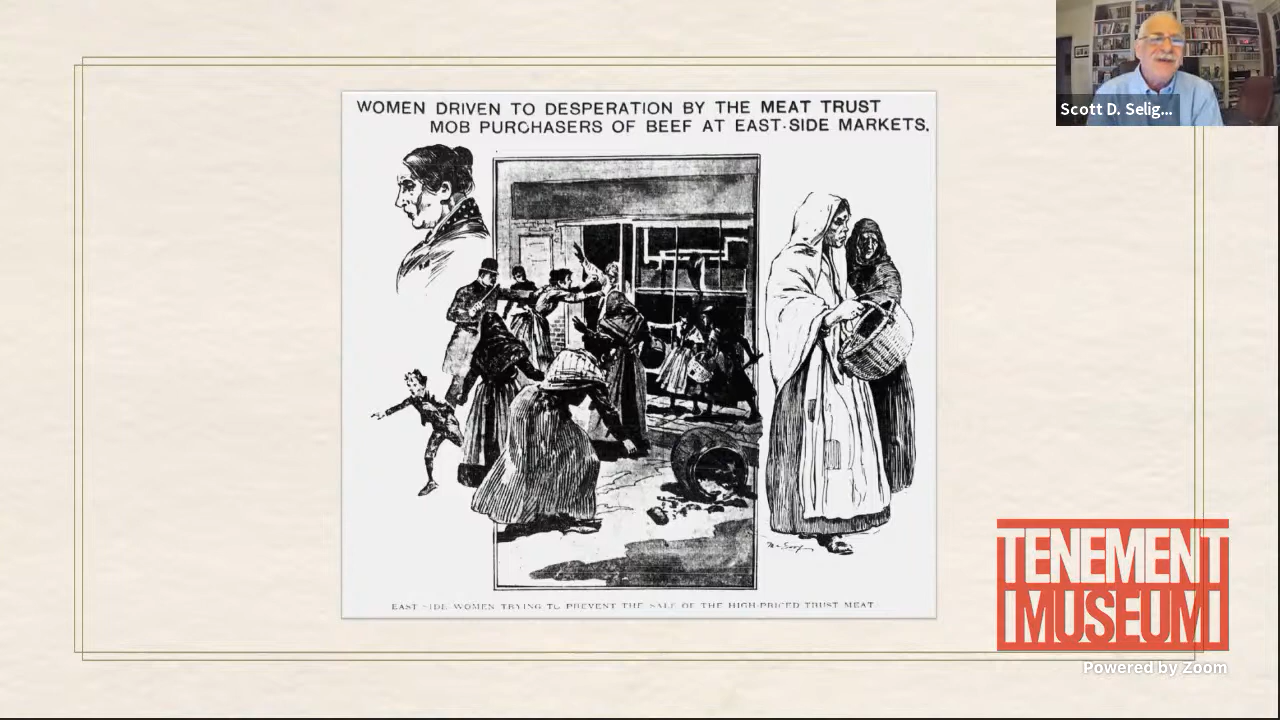 WOMEN DRIVEN TO DESPERATION BY THE MEAT TRUST
MOB PURCHASERS OF BEEF AT EAST-SIDE MARKETS.
Scott D. Selig...
EAST SIDE WOMEN TRYING TO PREVENT THE SALE OF THE HIGH-PRICED TRUST MEAT
TENEMENT
MUSEUM
Powered by Zoom